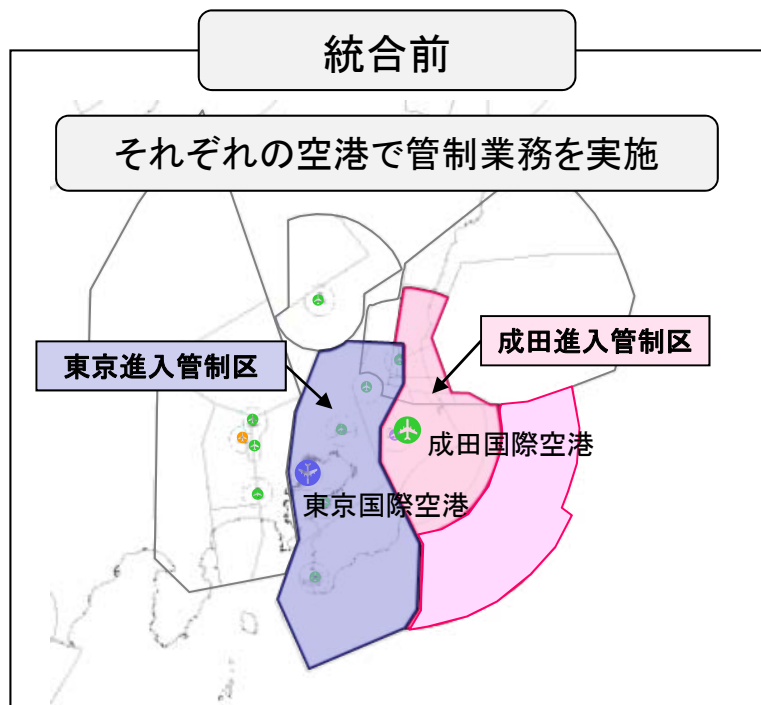 統合前
それぞれの空港で管制業務を実施
成田進入管制区
東京進入管制区
成田国際空港
東京国際空港